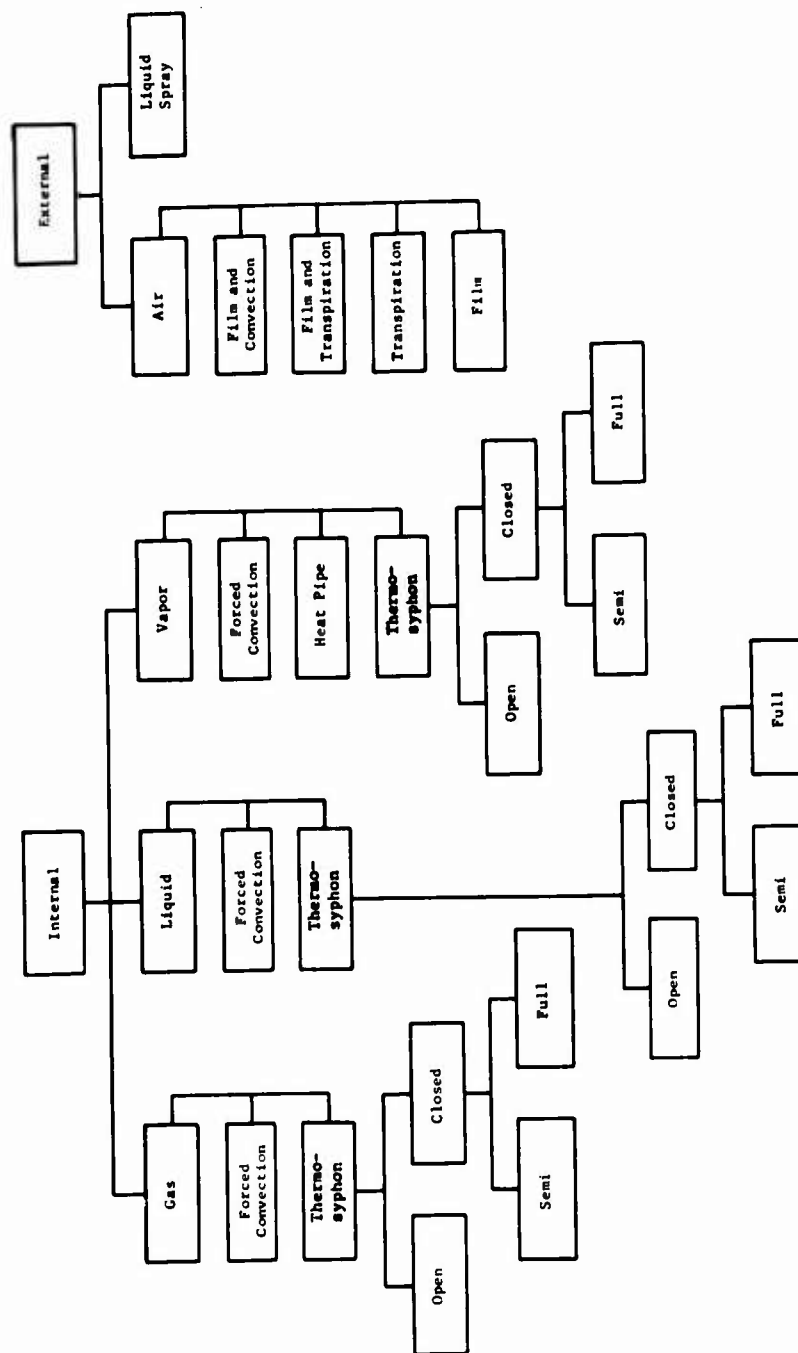 Internal
Gas
Forced
Convection
Thermo-
syphon
Open
Closed
Semi
Full
Liquid
Forced
Convection
Thermo-
syphon
Open
Closed
Semi
Full
Vapor
Forced
Convection
Heat Pipe
Thermo-
syphon
Open
Closed
Semi
Full
External
Air
Film and
Convection
Film and
Transpiration
Transpiration
Film
Liquid
Spray